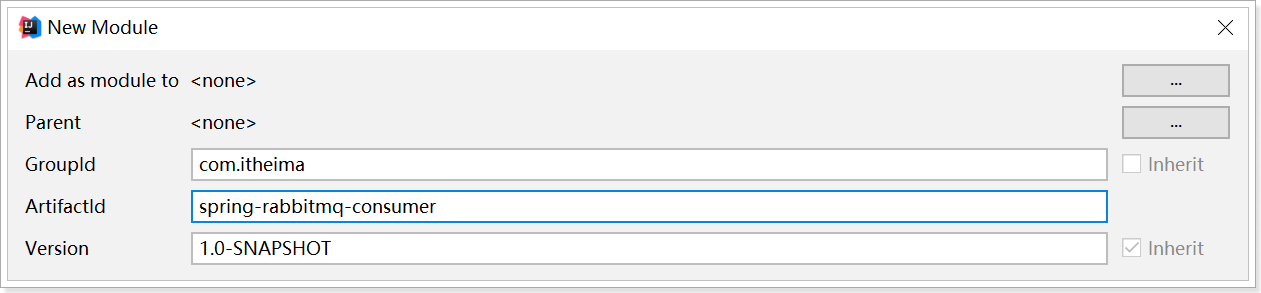 New Module
Add as module to <none> ...
Parent <none> ...
GroupId com.itheima Inherit
ArtifactId spring-rabbitmq-consumer
Version 1.0-SNAPSHOT Inherit